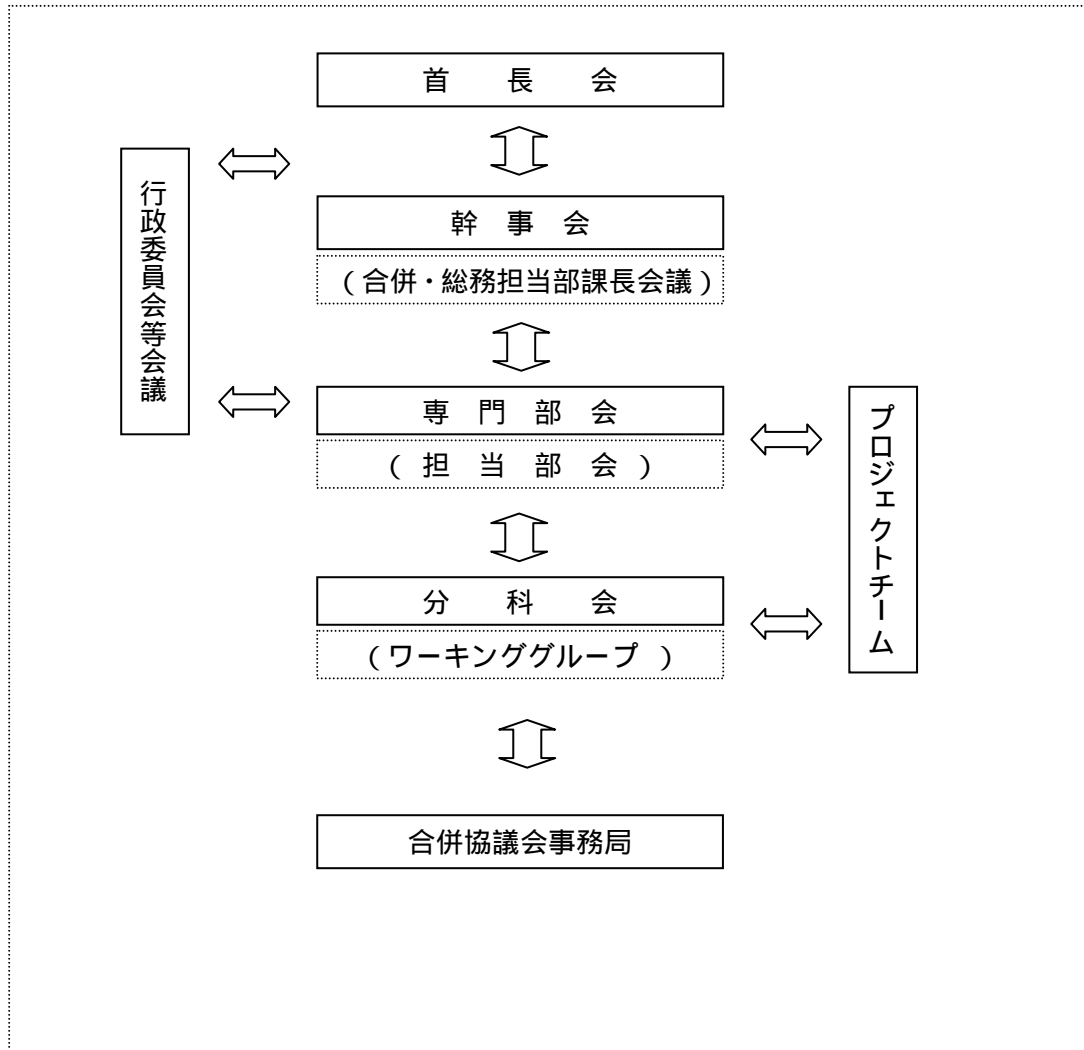 首　長　会
行政委員会等会議
幹　事　会
（合併・総務担当部課長会議）
専　門　部　会
（　担　当　部　会　）
プロジェクトチーム
分　科　会
（ワーキンググループ　）
合併協議会事務局